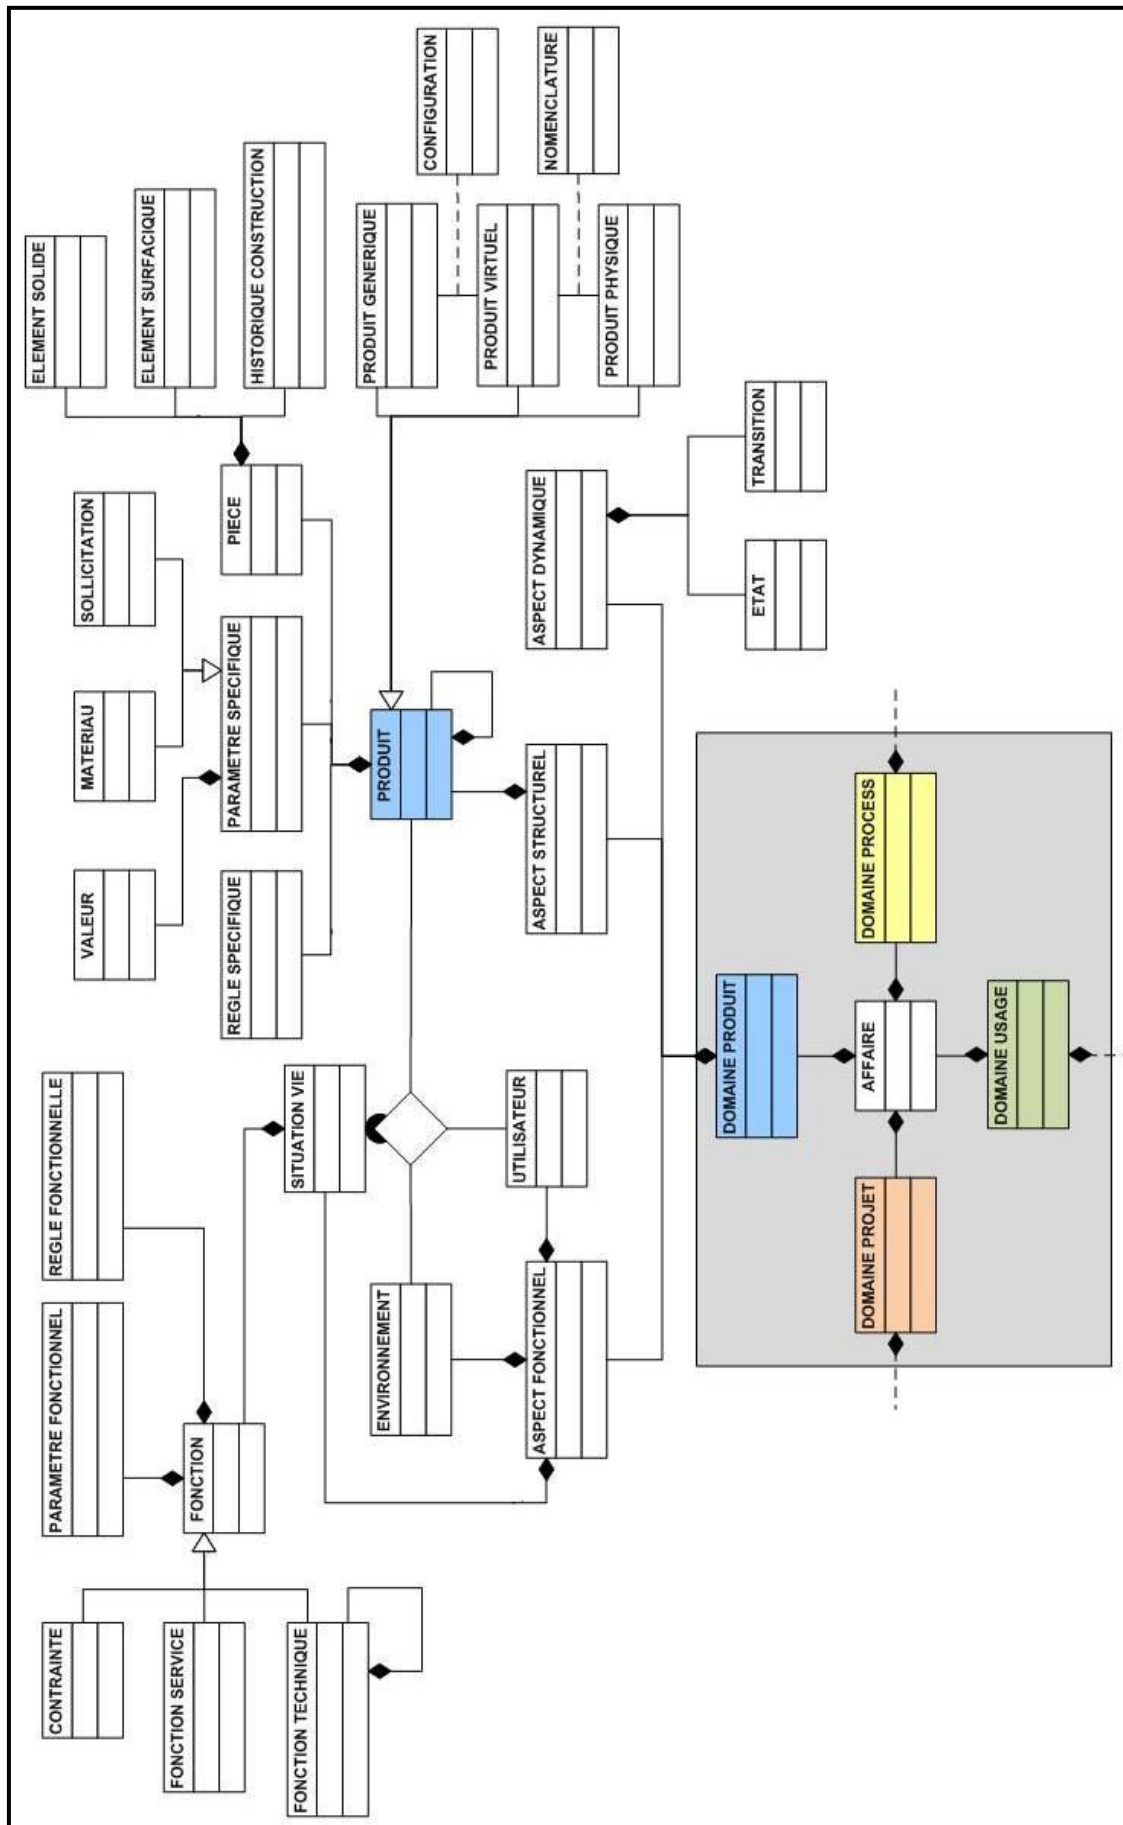 CONTRAINTE
PARAMETRE FONCTIONNEL
REGLE FONCTIONNELLE
ELEMENT SOLIDE
VALEUR
MATERIAU
SOLLICITATION
ELEMENT SURFACIQUE
FONCTION SERVICE
FONCTION
REGLE SPECIFIQUE
PARAMETRE SPECIFIQUE
PIECE
HISTORIQUE CONSTRUCTION
FONCTION TECHNIQUE
SITUATION VIE
ENVIRONNEMENT
PRODUIT
PRODUIT GENERIQUE
CONFIGURATION
UTILISATEUR
PRODUIT VIRTUEL
ASPECT FONCTIONNEL
ASPECT STRUCTUREL
ASPECT DYNAMIQUE
NOMENCLATURE
PRODUIT PHYSIQUE
DOMAINE PRODUIT
ETAT
TRANSITION
DOMAINE PROJET
AFFAIRE
DOMAINE PROCESS
DOMAINE USAGE